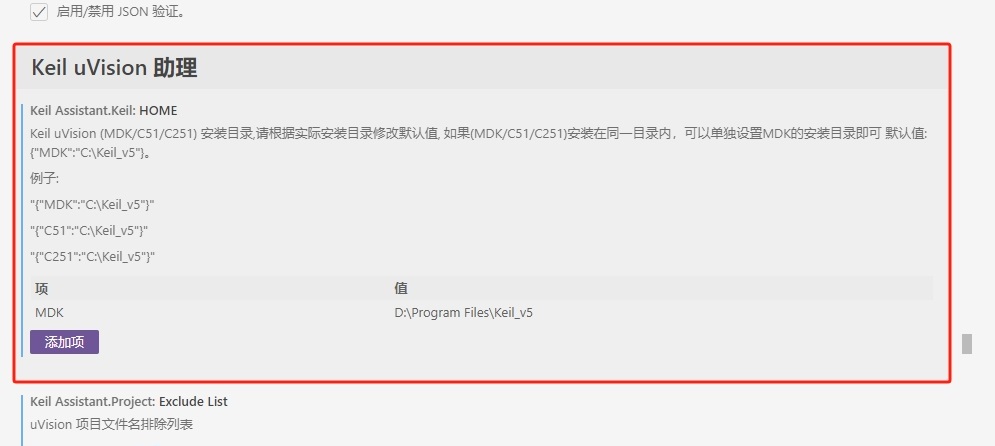 启用/禁用 JSON 验证。
Keil uVision 助理
Keil Assistant.Keil: HOME
Keil uVision (MDK/C51/C251) 安装目录,请根据实际安装目录修改默认值, 如果(MDK/C51/C251)安装在同一目录内，可以单独设置MDK的安装目录即可 默认值:
{"MDK":"C:\Keil_v5"}。
例子:
"{"MDK":"C:\Keil_v5"}"
"{"C51":"C:\Keil_v5"}"
"{"C251":"C:\Keil_v5"}"
项 值
MDK D:\Program Files\Keil_v5
添加项
Keil Assistant.Project: Exclude List
uVision 项目文件名排除列表